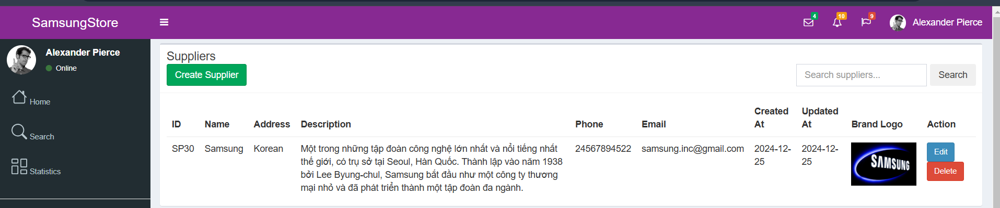 SamsungStore
4
10
9
Alexander Pierce
Alexander Pierce
Online
Home
Search
Statistics
Suppliers
Create Supplier
Search suppliers...
Search
ID Name Address Description Phone Email Created At Updated At Brand Logo Action
SP30 Samsung Korean
Một trong những tập đoàn công nghệ lớn nhất và nổi tiếng nhất
thế giới, có trụ sở tại Seoul, Hàn Quốc. Thành lập vào năm 1938
bởi Lee Byung-chul, Samsung bắt đầu như một công ty thương
mại nhỏ và đã phát triển thành một tập đoàn đa ngành.
24567894522
samsung.inc@gmail.com
2024-12-
25
2024-12-
25
SAMSUNG
Edit
Delete